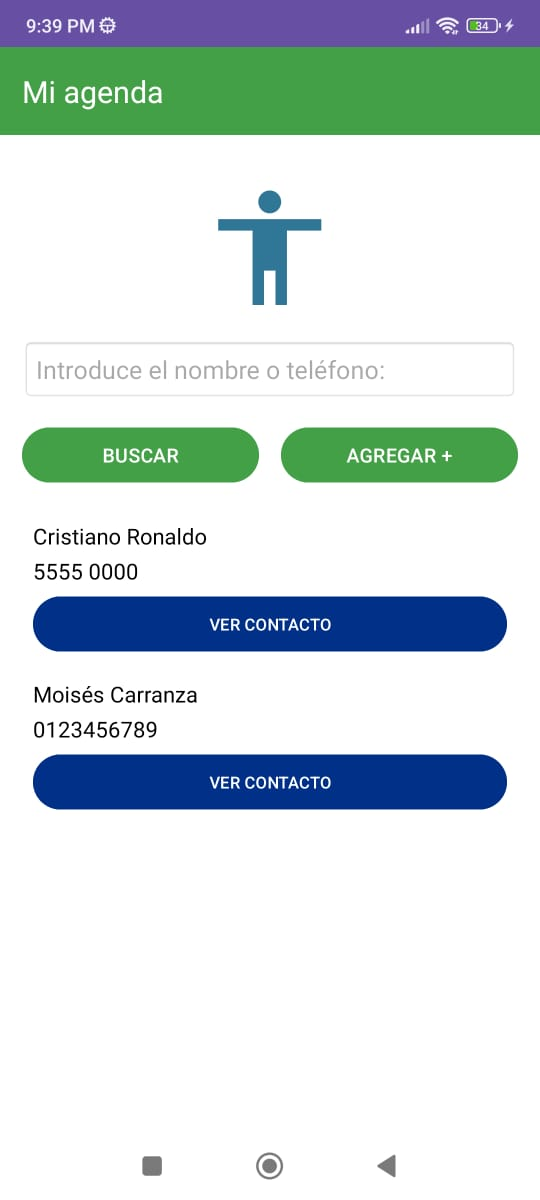 9:39 PM
34
Mi agenda
Introduce el nombre o teléfono:
BUSCAR
AGREGAR +
Cristiano Ronaldo
5555 0000
VER CONTACTO
Moisés Carranza
0123456789
VER CONTACTO